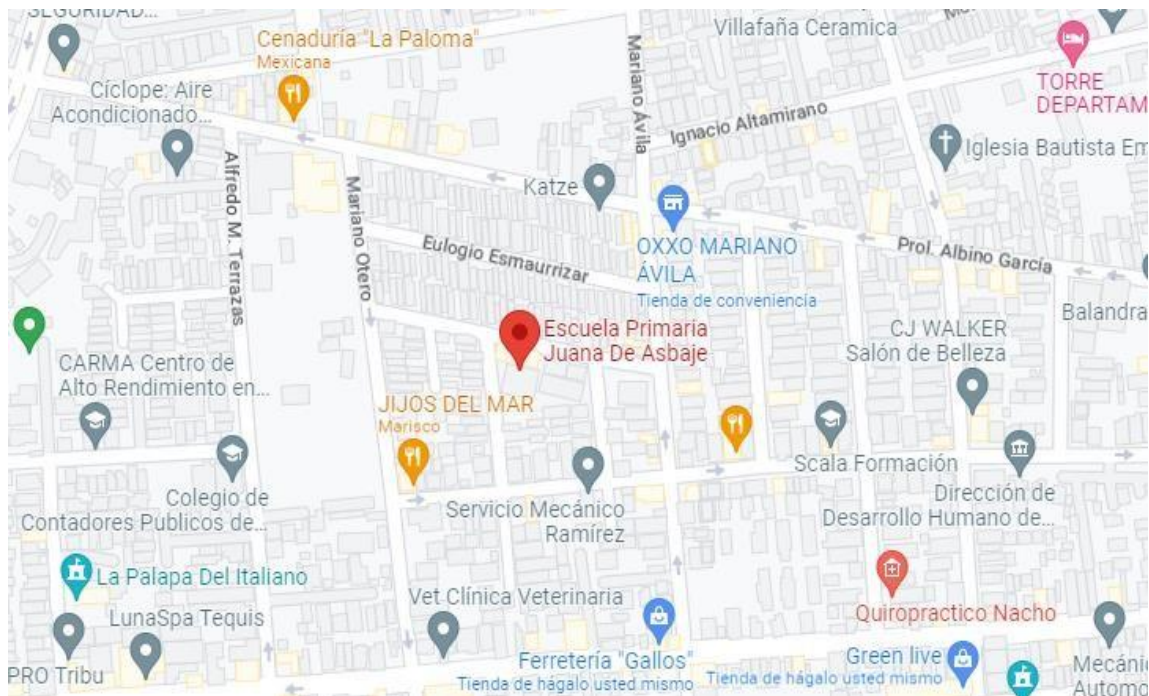 SEGURIDAD...
Cenaduría "La Paloma"
Mexicana
Villafaña Ceramica
TORRE
DEPARTAM
Cíclope: Aire
Acondicionado...
Mariano Ávila
Ignacio Altamirano
Iglesia Bautista Em
Alfredo M. Terrazas
Mariano Otero
Katze
Eulogio Esmaurrizar
OXXO MARIANO
ÁVILA
Tienda de conveniencia
Prol. Albino García
Balandra
Escuela Primaria
Juana De Asbaje
CJ WALKER
Salón de Belleza
CARMA Centro de
Alto Rendimiento en...
JIJOS DEL MAR
Marisco
Scala Formación
Colegio de
Contadores Públicos de...
Servicio Mecánico
Ramírez
Dirección de
Desarrollo Humano de...
La Palapa Del Italiano
Vet Clínica Veterinaria
Quiropractico Nacho
LunaSpa Tequis
PRO Tribu
Ferretería "Gallos"
Tienda de hágalo usted mismo
Green live
Tienda de hágalo usted mismo
Mecáni
Automo